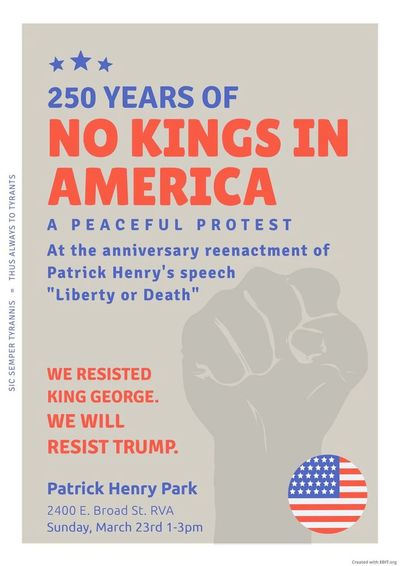 250 YEARS OF
NO KINGS IN
AMERICA
A PEACEFUL PROTEST
At the anniversary reenactment of
Patrick Henry's speech
"Liberty or Death"
SIC SEMPER TYRANNIS = THUS ALWAYS TO TYRANTS
WE RESISTED
KING GEORGE.
WE WILL
RESIST TRUMP.
Patrick Henry Park
2400 E. Broad St. RVA
Sunday, March 23rd 1-3pm
Created with EDIT.org